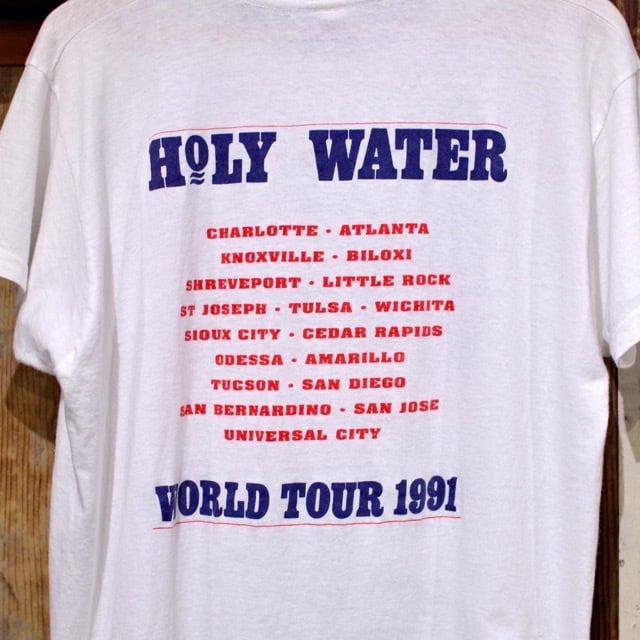 HOLY WATER
CHARLOTTE - ATLANTA
KNOXVILLE - BILOXI
SHREVEPORT - LITTLE ROCK
ST JOSEPH - TULSA - WICHITA
SIOUX CITY - CEDAR RAPIDS
ODESSA - AMARILLO
TUCSON - SAN DIEGO
SAN BERNARDINO - SAN JOSE
UNIVERSAL CITY
WORLD TOUR 1991